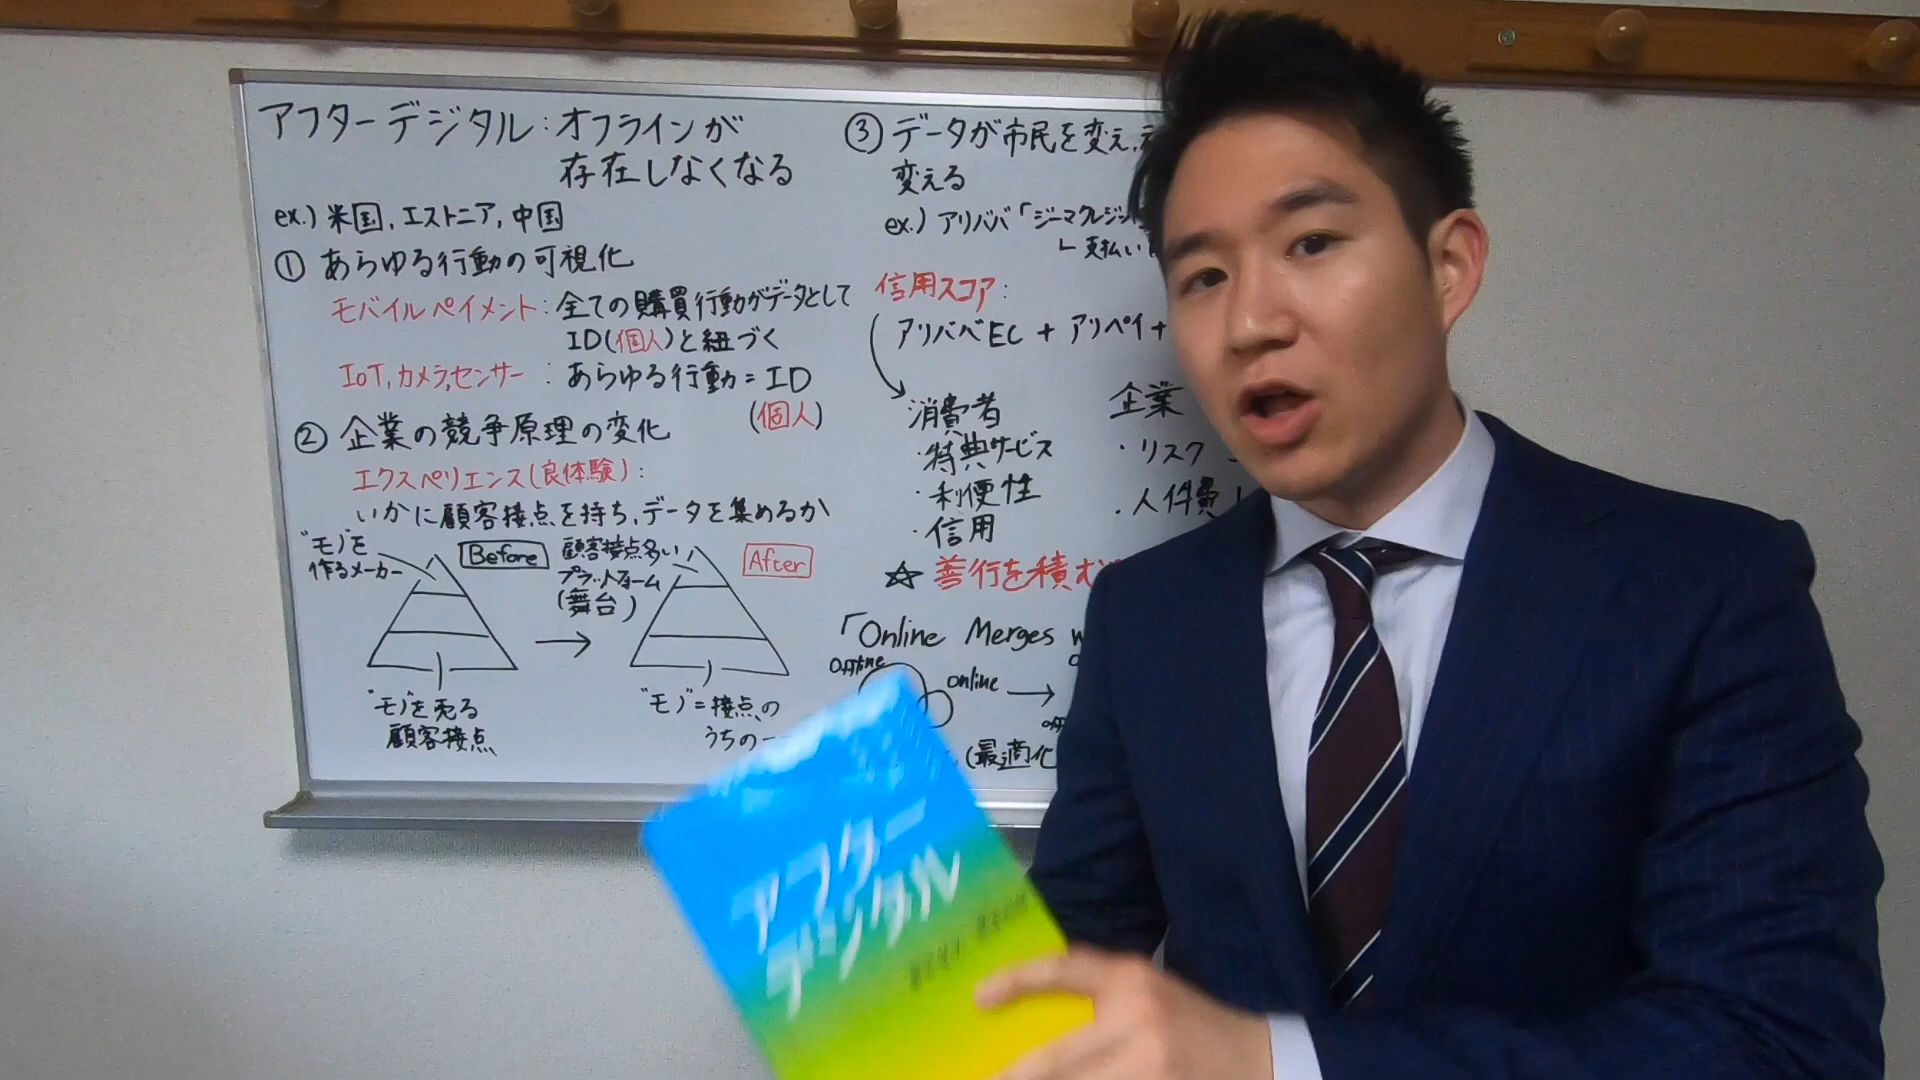 アフターデジタル:オフラインが
存在しなくなる
ex.) 米国, エストニア, 中国
① あらゆる行動の可視化
モバイルペイメント:全ての購買行動がデータとして
ID(個人)と紐づく
IoT,カメラ,センサー:あらゆる行動=ID
(個人)
② 企業の競争原理の変化
エクスペリエンス(良体験):
いかに顧客接点を持ち,データを集めるか
"モノ"を
作るメーカー
Before
"モノ"を売る
顧客接点
顧客接点多い
プラットフォーム
(舞台)
After
"モノ"=接点の
うちの一
③ データが市民を変え,
変える
ex.) アリババ「ジーマクレジット
支払い
信用スコア:
アリババEC + アリペイ +
消費者
・特典サービス
・利便性
・信用
企業
・リスク
・人件費↓
☆ 善行を積む
「Online Merges
offline
online
(最適化
アフター
デジタル